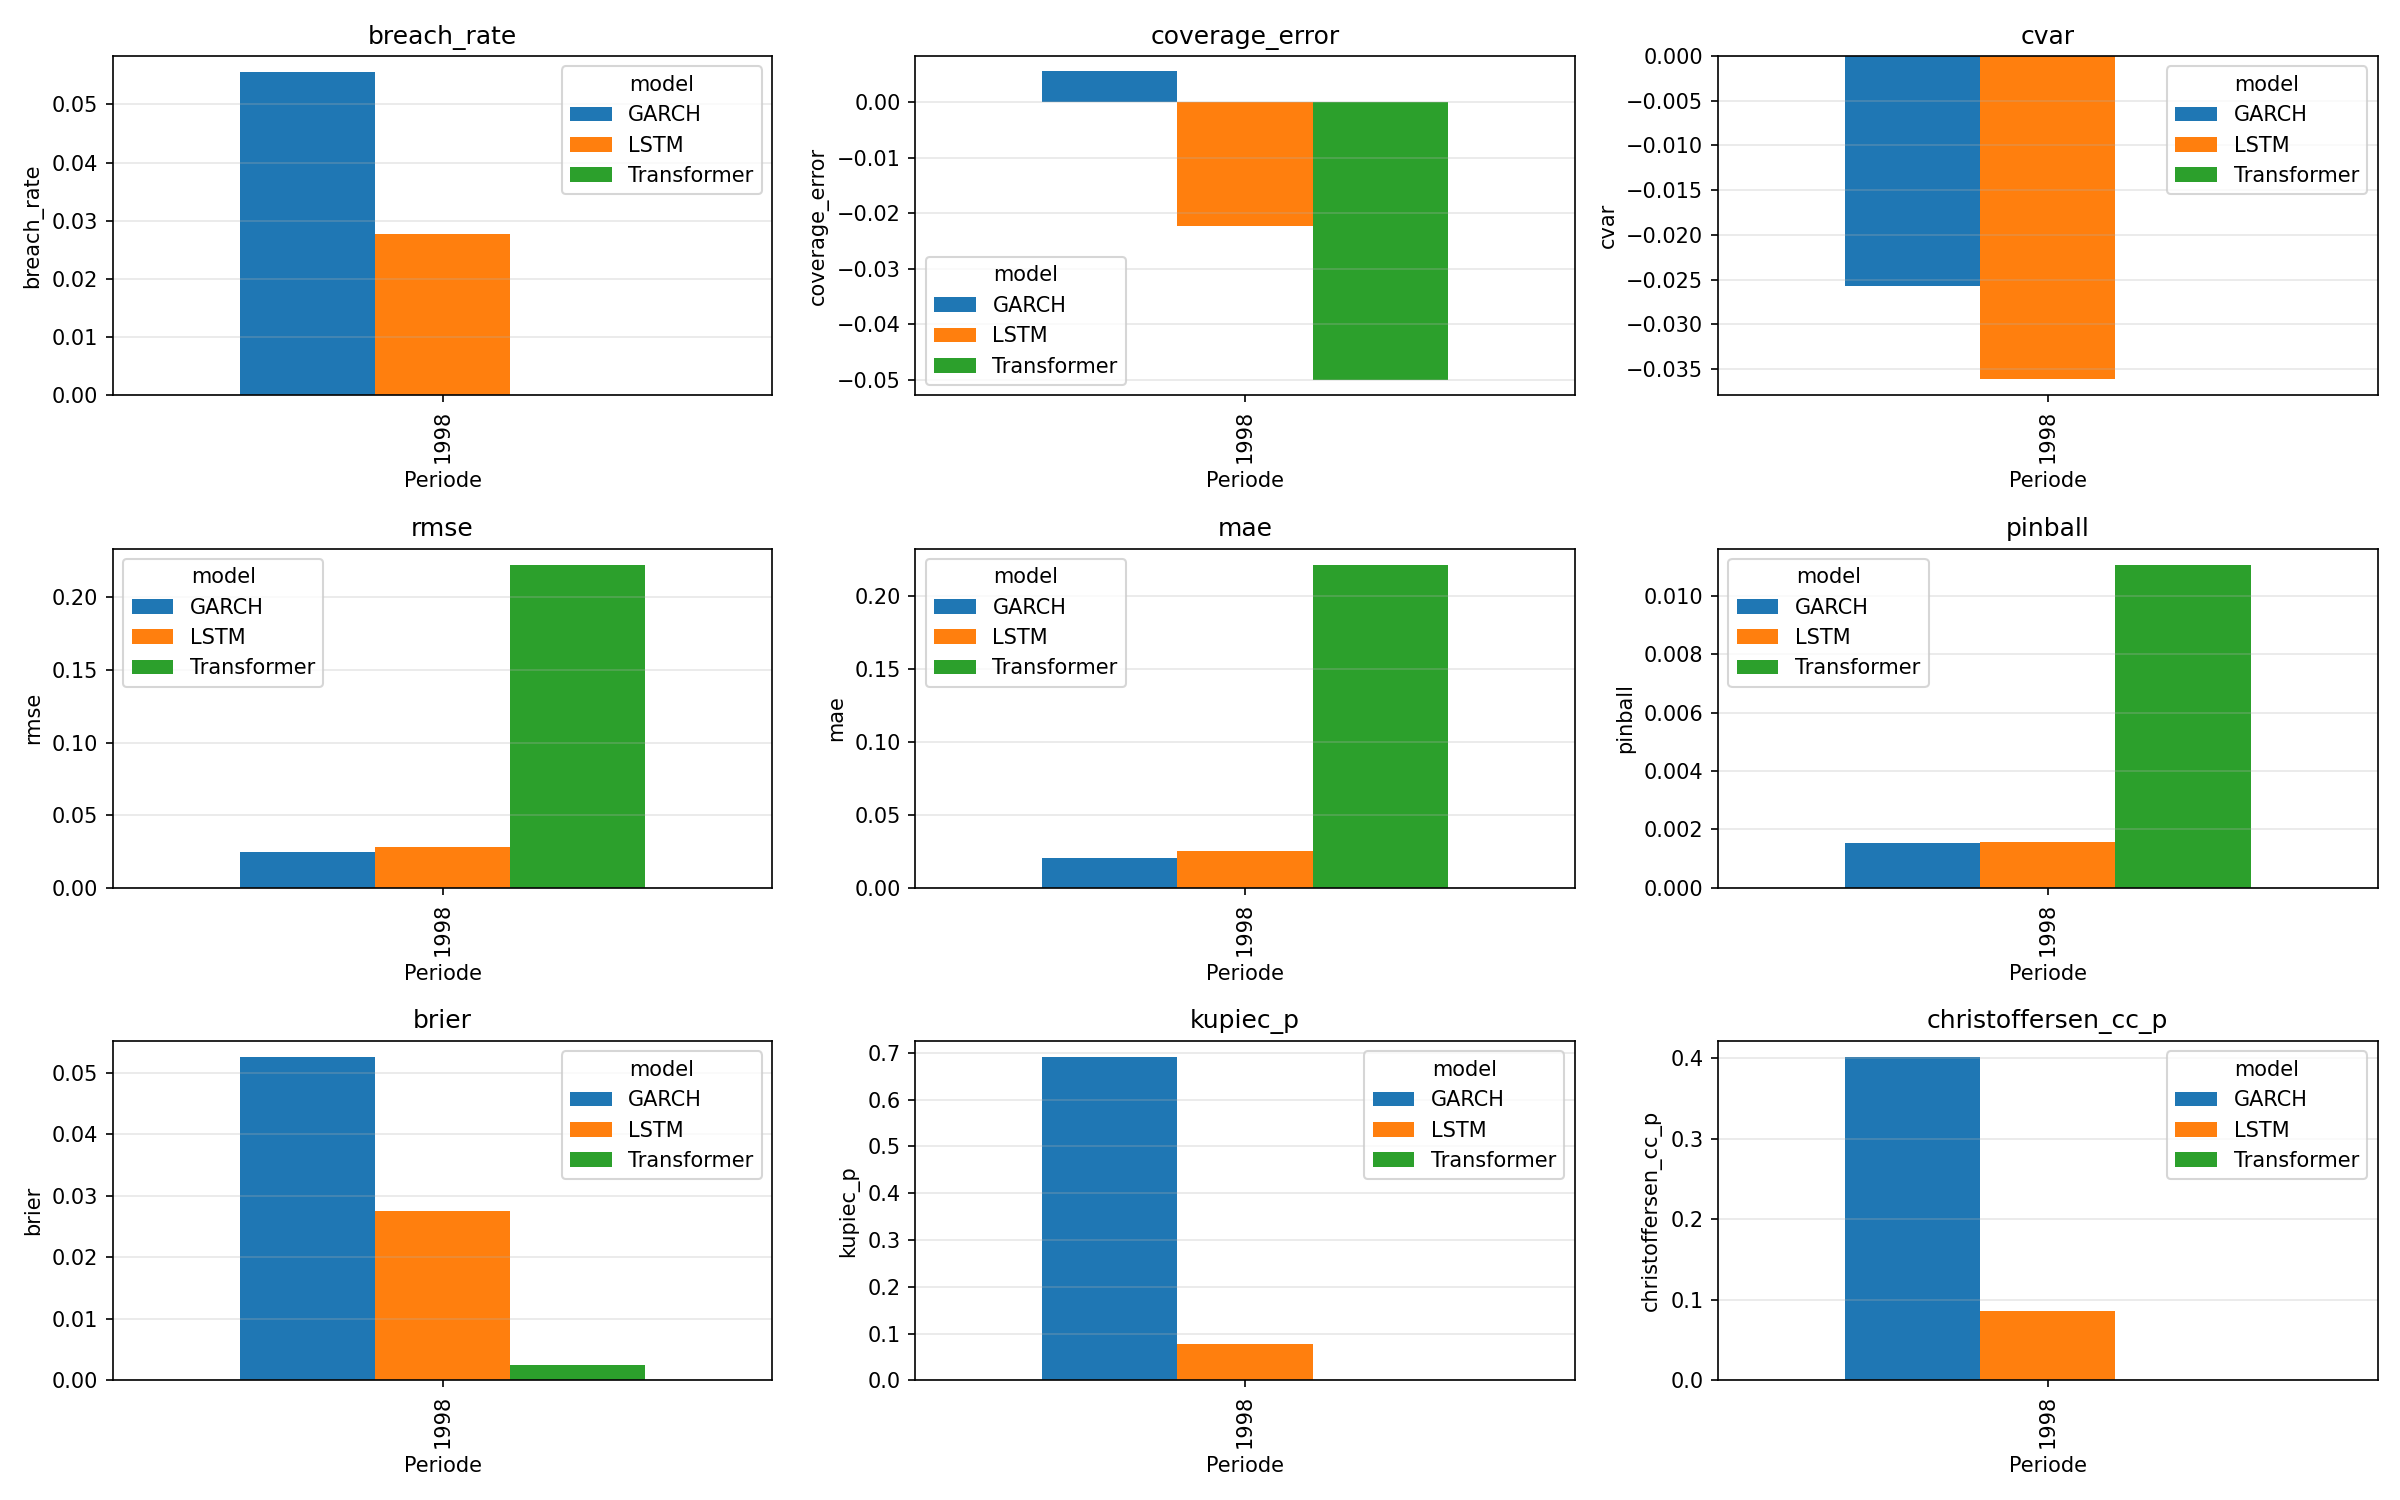 breach_rate
breach_rate
0.05
0.04
0.03
0.02
0.01
0.00
model
GARCH
LSTM
Transformer
1998
Periode
coverage_error
coverage_error
0.00
−0.01
−0.02
−0.03
−0.04
−0.05
model
GARCH
LSTM
Transformer
1998
Periode
cvar
cvar
0.000
−0.005
−0.010
−0.015
−0.020
−0.025
−0.030
−0.035
model
GARCH
LSTM
Transformer
1998
Periode
rmse
rmse
0.20
0.15
0.10
0.05
0.00
model
GARCH
LSTM
Transformer
1998
Periode
mae
mae
0.20
0.15
0.10
0.05
0.00
model
GARCH
LSTM
Transformer
1998
Periode
pinball
pinball
0.010
0.008
0.006
0.004
0.002
0.000
model
GARCH
LSTM
Transformer
1998
Periode
brier
brier
0.05
0.04
0.03
0.02
0.01
0.00
model
GARCH
LSTM
Transformer
1998
Periode
kupiec_p
kupiec_p
0.7
0.6
0.5
0.4
0.3
0.2
0.1
0.0
model
GARCH
LSTM
Transformer
1998
Periode
christoffersen_cc_p
christoffersen_cc_p
0.4
0.3
0.2
0.1
0.0
model
GARCH
LSTM
Transformer
1998
Periode